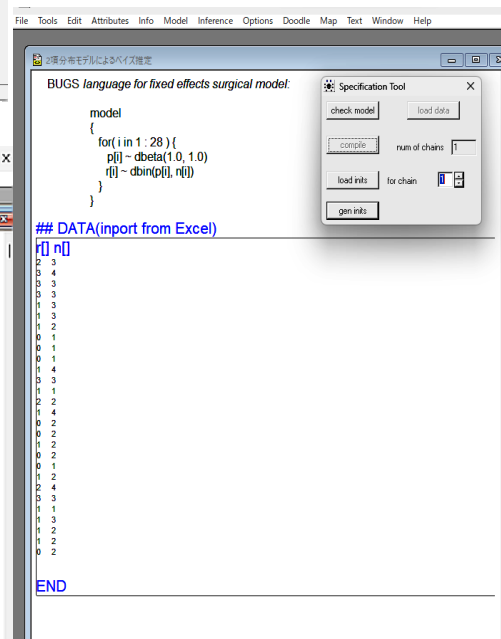 File Tools Edit Attributes Info Model Inference Options Doodle Map Text Window Help
2項分布モデルによるベイズ推定
BUGS language for fixed effects surgical model:
model
{
for( i in 1 : 28 ) {
p[i] ~ dbeta(1.0, 1.0)
r[i] ~ dbin(p[i], n[i])
}
}
Specification Tool
check model load data
compile num of chains 1
load inits for chain 1
gen inits
## DATA(inport from Excel)
r[] n[]
2 3
3 4
3 3
3 3
1 3
1 3
1 2
0 1
0 1
0 1
1 4
3 3
1 1
2 2
1 4
0 2
0 2
1 2
0 2
0 1
1 2
2 4
3 3
1 1
1 3
1 2
1 2
0 2
END